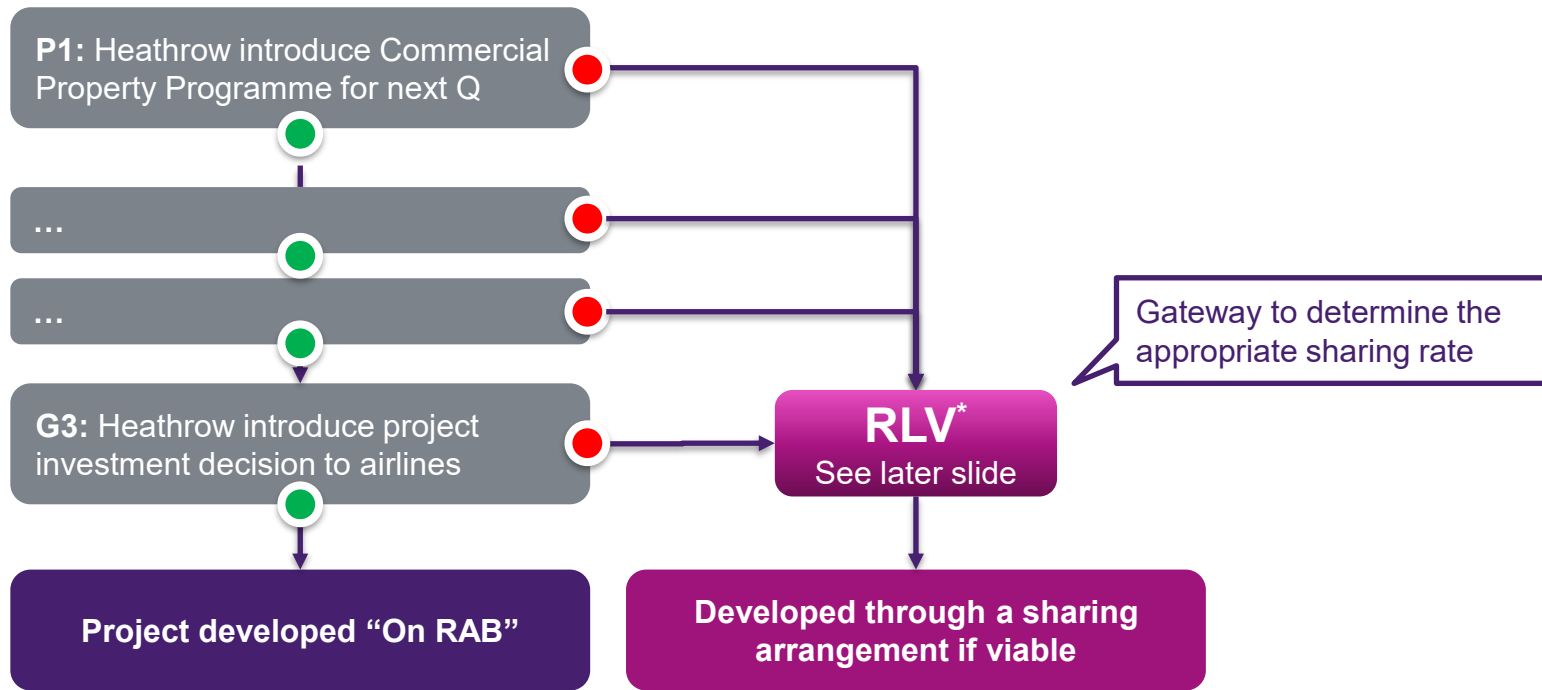 P1: Heathrow introduce Commercial
Property Programme for next Q
...
...
G3: Heathrow introduce project
investment decision to airlines
Gateway to determine the
appropriate sharing rate
RLV*
See later slide
Project developed “On RAB”
Developed through a sharing
arrangement if viable